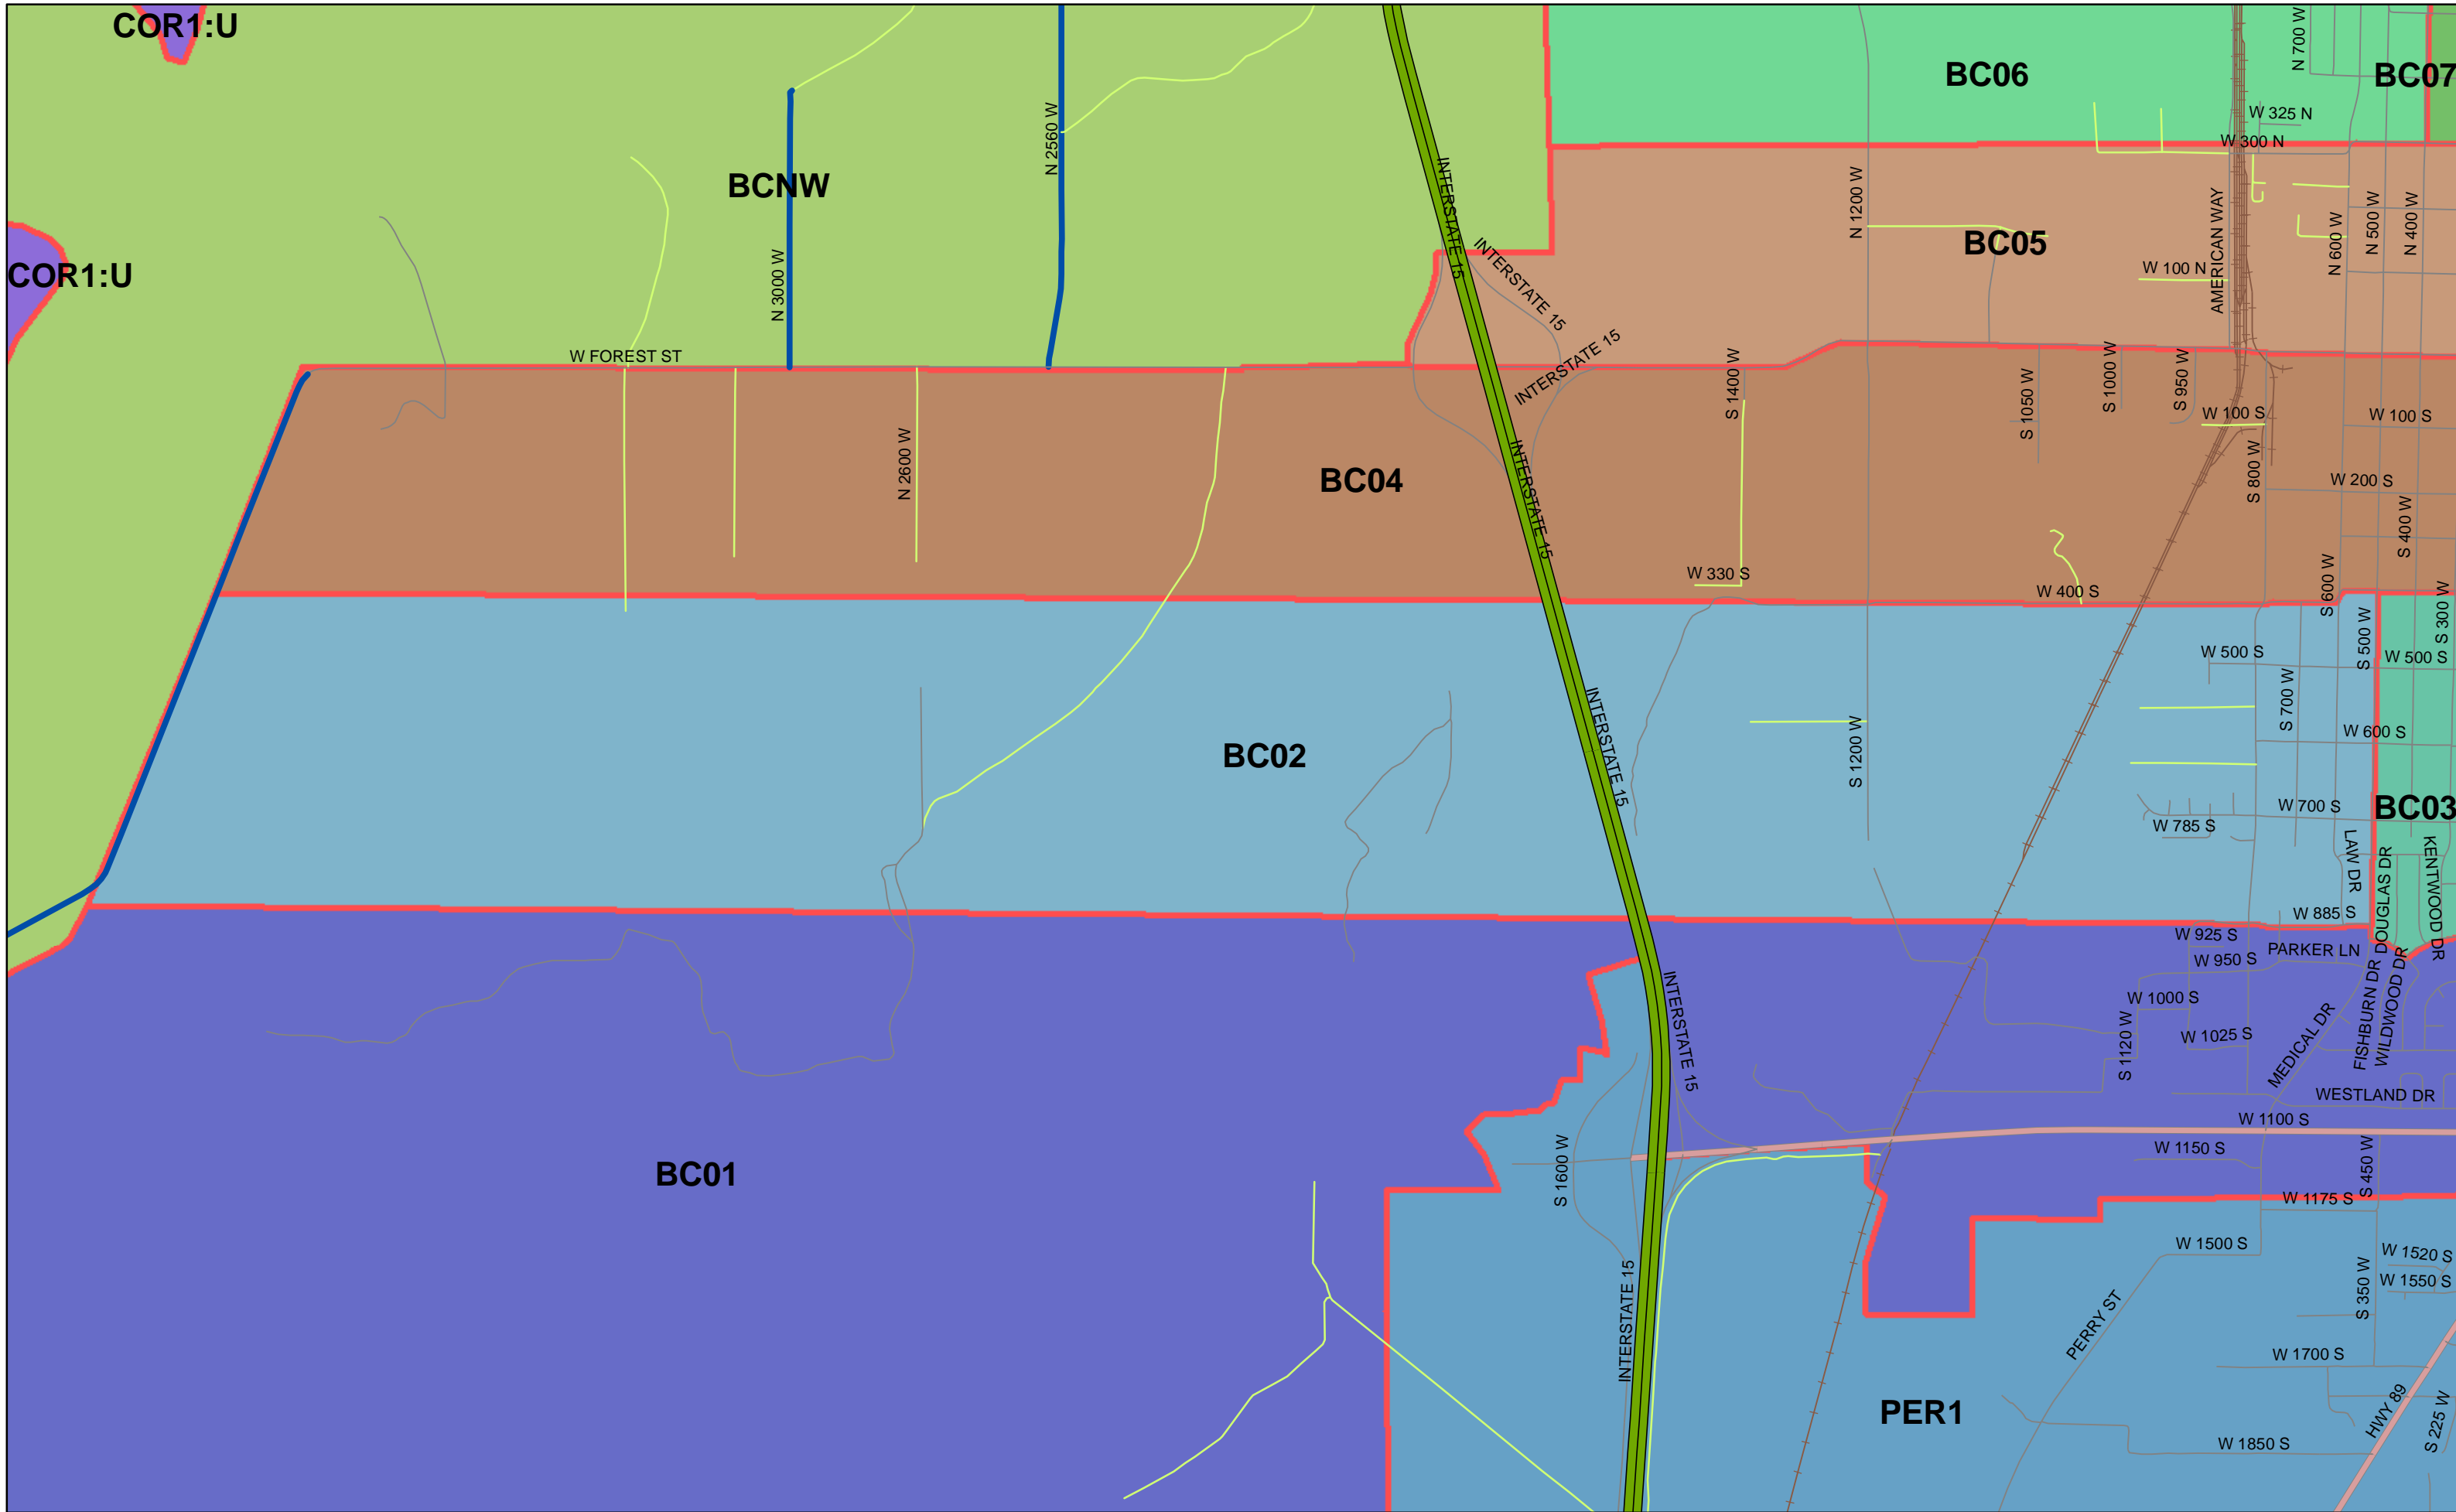 COR1:U
BC06
BC07
N 700 W
W 325 N
W 300 N
N 2560 W
BCNW
N 3000 W
INTERSTATE 15
N 1200 W
AMERICAN WAY
N 600 W
N 500 W
N 400 W
BC05
COR1:U
INTERSTATE 15
W 100 N
W FOREST ST
INTERSTATE 15
S 1400 W
S 1050 W
S 1000 W
S 950 W
W 100 S
W 100 S
N 2600 W
BC04
INTERSTATE 15
S 800 W
W 200 S
S 400 W
W 330 S
W 400 S
S 600 W
S 500 W
S 300 W
W 500 S
W 500 S
INTERSTATE 15
S 700 W
BC02
S 1200 W
W 600 S
W 700 S
BC03
W 785 S
LAW DR
DOUGLAS DR
KENTWOOD DR
W 885 S
W 925 S
PARKER LN
W 950 S
INTERSTATE 15
W 1000 S
FISHBURN DR
WILDWOOD DR
W 1025 S
S 1120 W
MEDICAL DR
WESTLAND DR
W 1100 S
W 1150 S
BC01
S 1600 W
S 450 W
W 1175 S
W 1500 S
W 1520 S
W 1550 S
S 350 W
INTERSTATE 15
PERRY ST
W 1700 S
PER1
HWY 89
S 225 W
W 1850 S